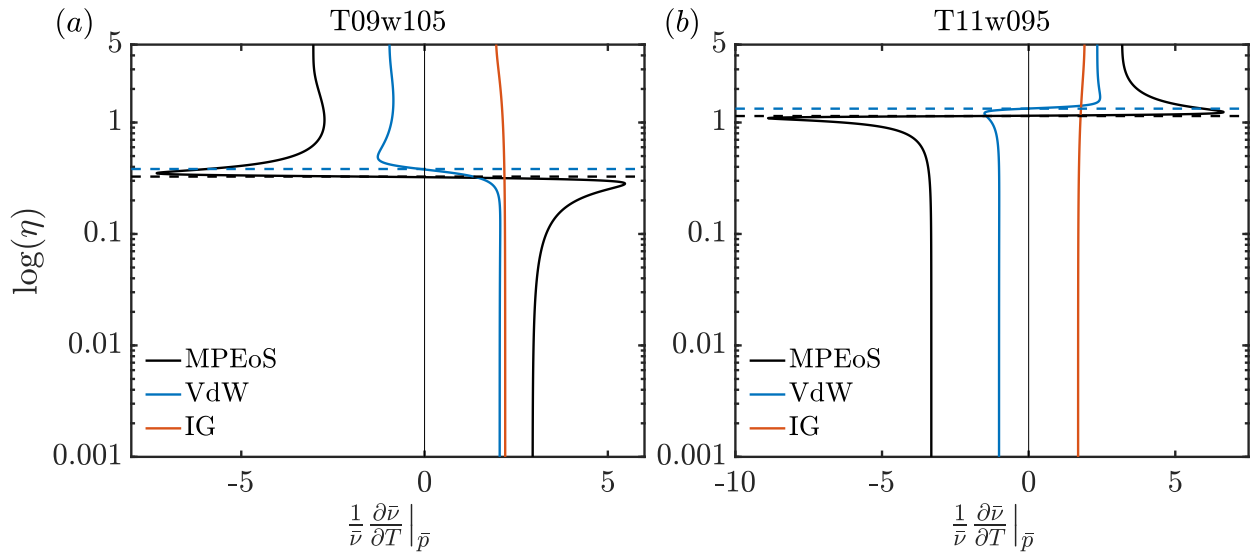 (a) T09w105
5
1
0.1
0.01
0.001
log(η)
MPEoS
VdW
IG
-5 0 5
1/ν̄ ∂ν̄/∂T |p̄
(b) T11w095
5
1
0.1
0.01
0.001
MPEoS
VdW
IG
-10 -5 0 5
1/ν̄ ∂ν̄/∂T |p̄